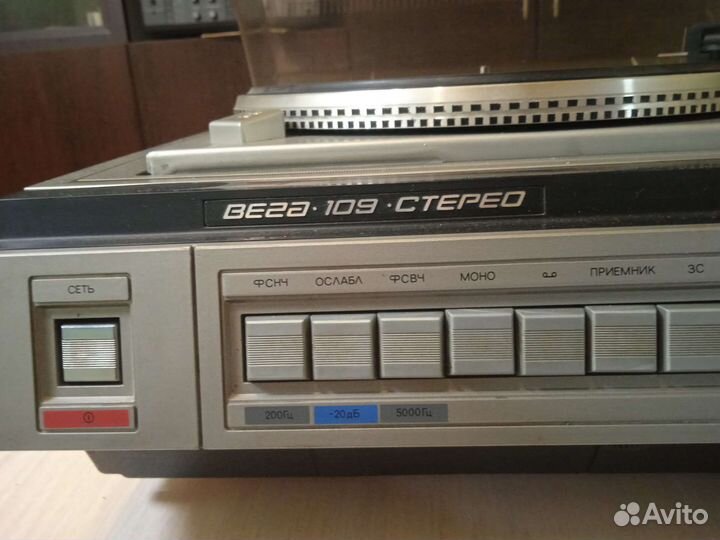 ВЕГА · 109 · СТЕРЕО
СЕТЬ
ФСНЧ ОСЛАБЛ ФСВЧ МОНО ПРИЕМНИК ЗС
200Гц -20дБ 5000Гц
Avito